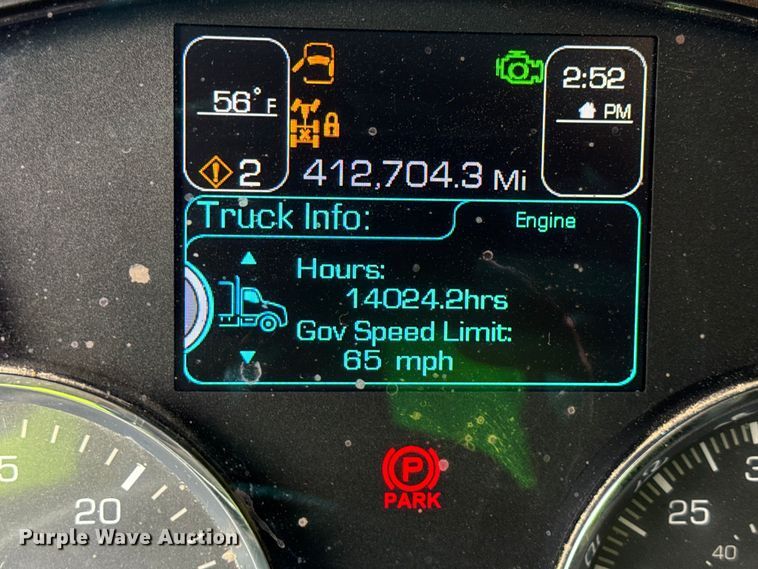 2:52
56° F
PM
2
412,704.3 Mi
Truck Info:
Engine
Hours:
14024.2hrs
Gov Speed Limit:
65 mph
P
PARK
20
25
40
Purple Wave Auction